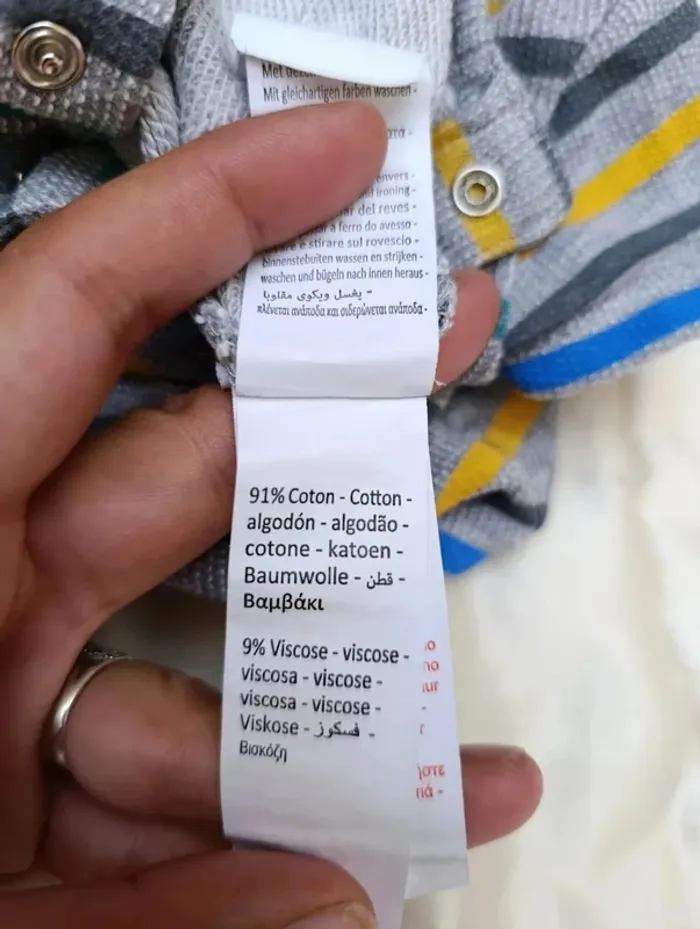 Met
Mit gleichartigen farben waschen -
ironing -
del reves -
a ferro do avesso -
e stirare sul rovescio -
binnenstebuiten wassen en strijken -
waschen und bügeln nach innen heraus -
يغسل ويكوى مقلوبا -
πλένεται ανάποδα και σιδερώνεται ανάποδα -
91% Coton - Cotton -
algodón - algodão -
cotone - katoen -
Baumwolle - قطن -
Βαμβάκι
9% Viscose - viscose -
viscosa - viscose -
viscosa - viscose -
Viskose - فسكوز -
Βισκόζη